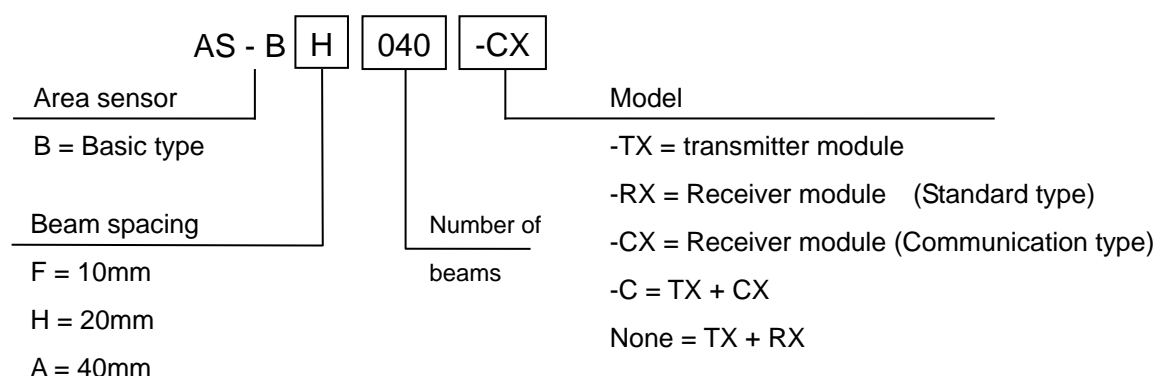 AS - B H 040 -CX
Area sensor
B = Basic type
Beam spacing
F = 10mm
H = 20mm
A = 40mm
Number of
beams
Model
-TX = transmitter module
-RX = Receiver module (Standard type)
-CX = Receiver module (Communication type)
-C = TX + CX
None = TX + RX